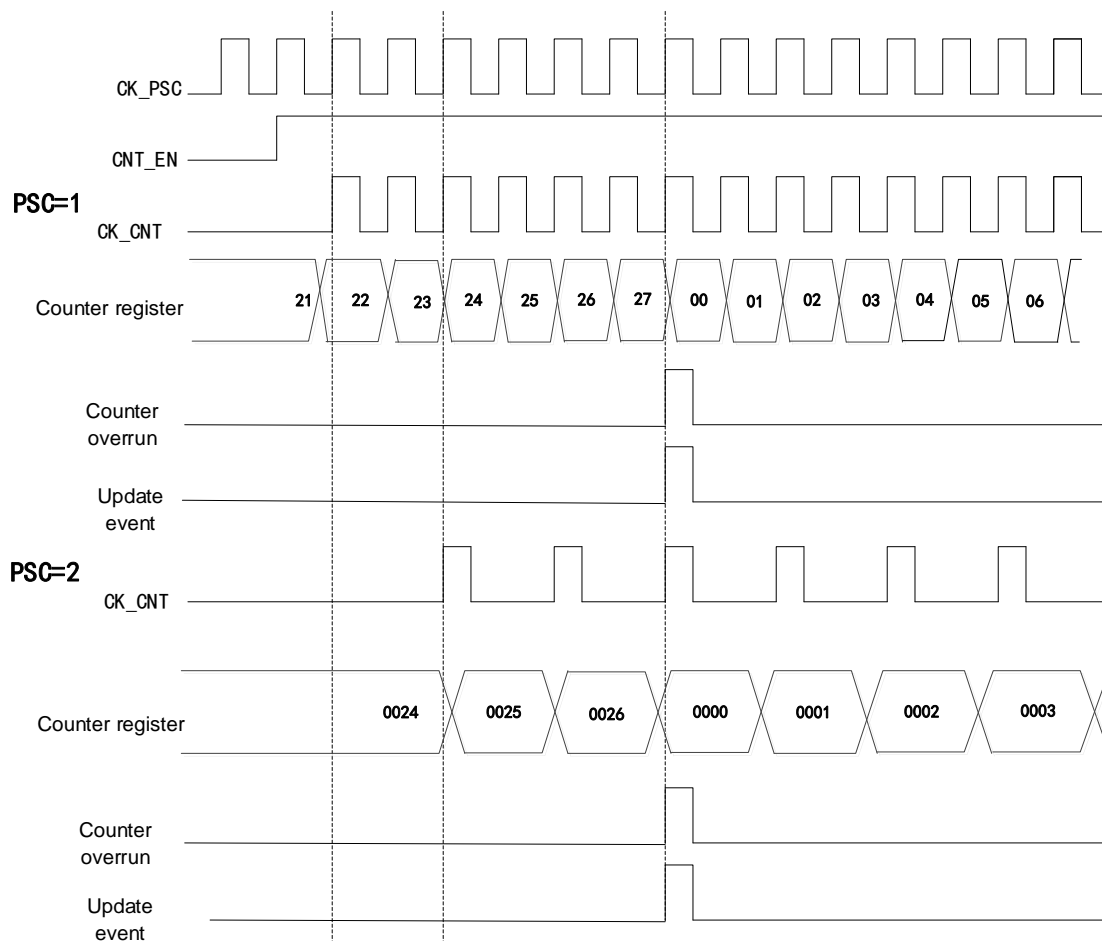 CK_PSC
CNT_EN
PSC=1
CK_CNT
Counter register
21 22 23 24 25 26 27 00 01 02 03 04 05 06
Counter
overrun
Update
event
PSC=2
CK_CNT
Counter register
0024 0025 0026 0000 0001 0002 0003
Counter
overrun
Update
event